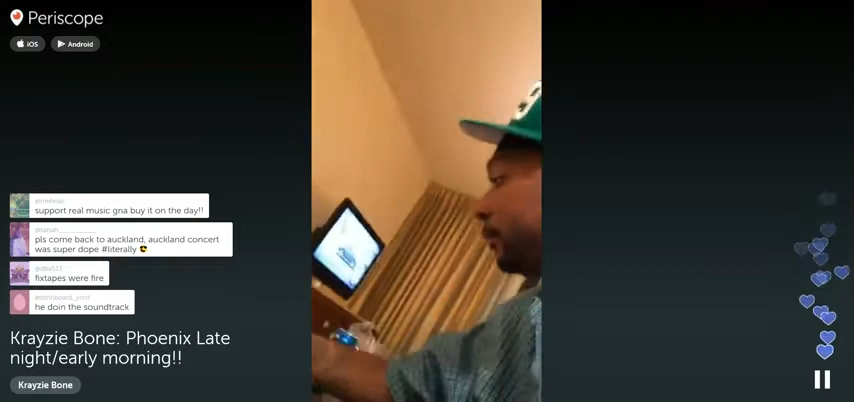 Periscope
iOS
Android
support real music gna buy it on the day!!
pls come back to auckland, auckland concert
was super dope #literally 😍
@dba513
fixtapes were fire
he doin the soundtrack
Krayzie Bone: Phoenix Late
night/early morning!!
Krayzie Bone